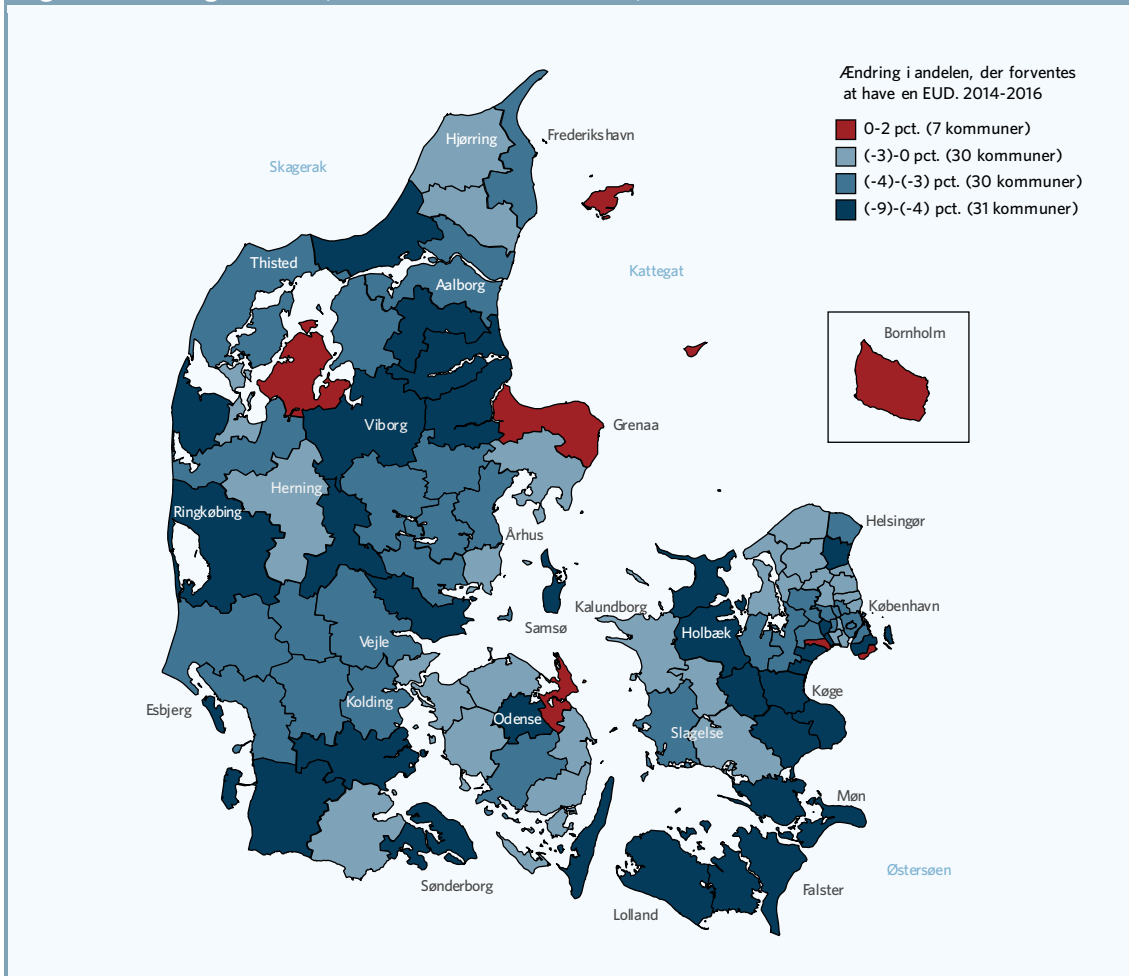 Ændring i andelen, der forventes
at have en EUD. 2014-2016
0-2 pct. (7 kommuner)
(-3)-0 pct. (30 kommuner)
(-4)-(-3) pct. (30 kommuner)
(-9)-(-4) pct. (31 kommuner)
Hjørring
Frederikshavn
Skagerak
Thisted
Kattegat
Aalborg
Bornholm
Viborg
Grenaa
Herning
Ringkøbing
Århus
Helsingør
Kalundborg
København
Samsø
Holbæk
Vejle
Køge
Esbjerg
Kolding
Odense
Slagelse
Møn
Østersøen
Sønderborg
Falster
Lolland